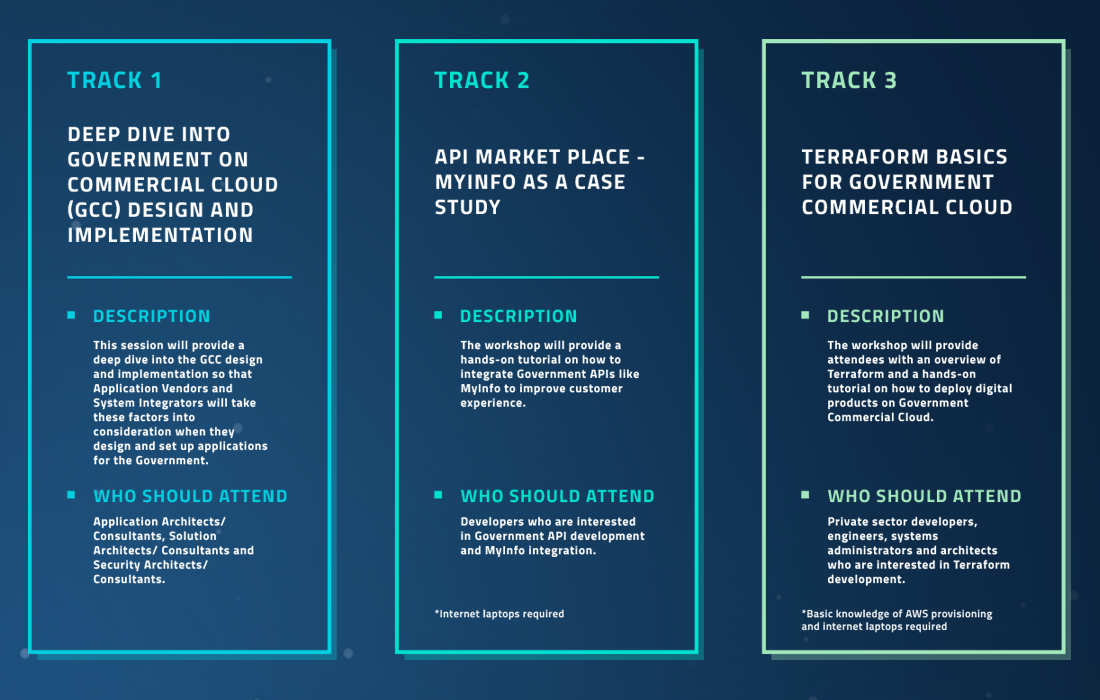 TRACK 1
DEEP DIVE INTO
GOVERNMENT ON
COMMERCIAL CLOUD
(GCC) DESIGN AND
IMPLEMENTATION
DESCRIPTION
This session will provide a
deep dive into the GCC design
and implementation so that
Application Vendors and
System Integrators will take
these factors into
consideration when they
design and set up applications
for the Government.
WHO SHOULD ATTEND
Application Architects/
Consultants, Solution
Architects/ Consultants and
Security Architects/
Consultants.
TRACK 2
API MARKET PLACE -
MYINFO AS A CASE
STUDY
DESCRIPTION
The workshop will provide a
hands-on tutorial on how to
integrate Government APIs like
MyInfo to improve customer
experience.
WHO SHOULD ATTEND
Developers who are interested
in Government API development
and MyInfo integration.
*Internet laptops required
TRACK 3
TERRAFORM BASICS
FOR GOVERNMENT
COMMERCIAL CLOUD
DESCRIPTION
The workshop will provide
attendees with an overview of
Terraform and a hands-on
tutorial on how to deploy digital
products on Government
Commercial Cloud.
WHO SHOULD ATTEND
Private sector developers,
engineers, systems
administrators and architects
who are interested in Terraform
development.
*Basic knowledge of AWS provisioning
and internet laptops required